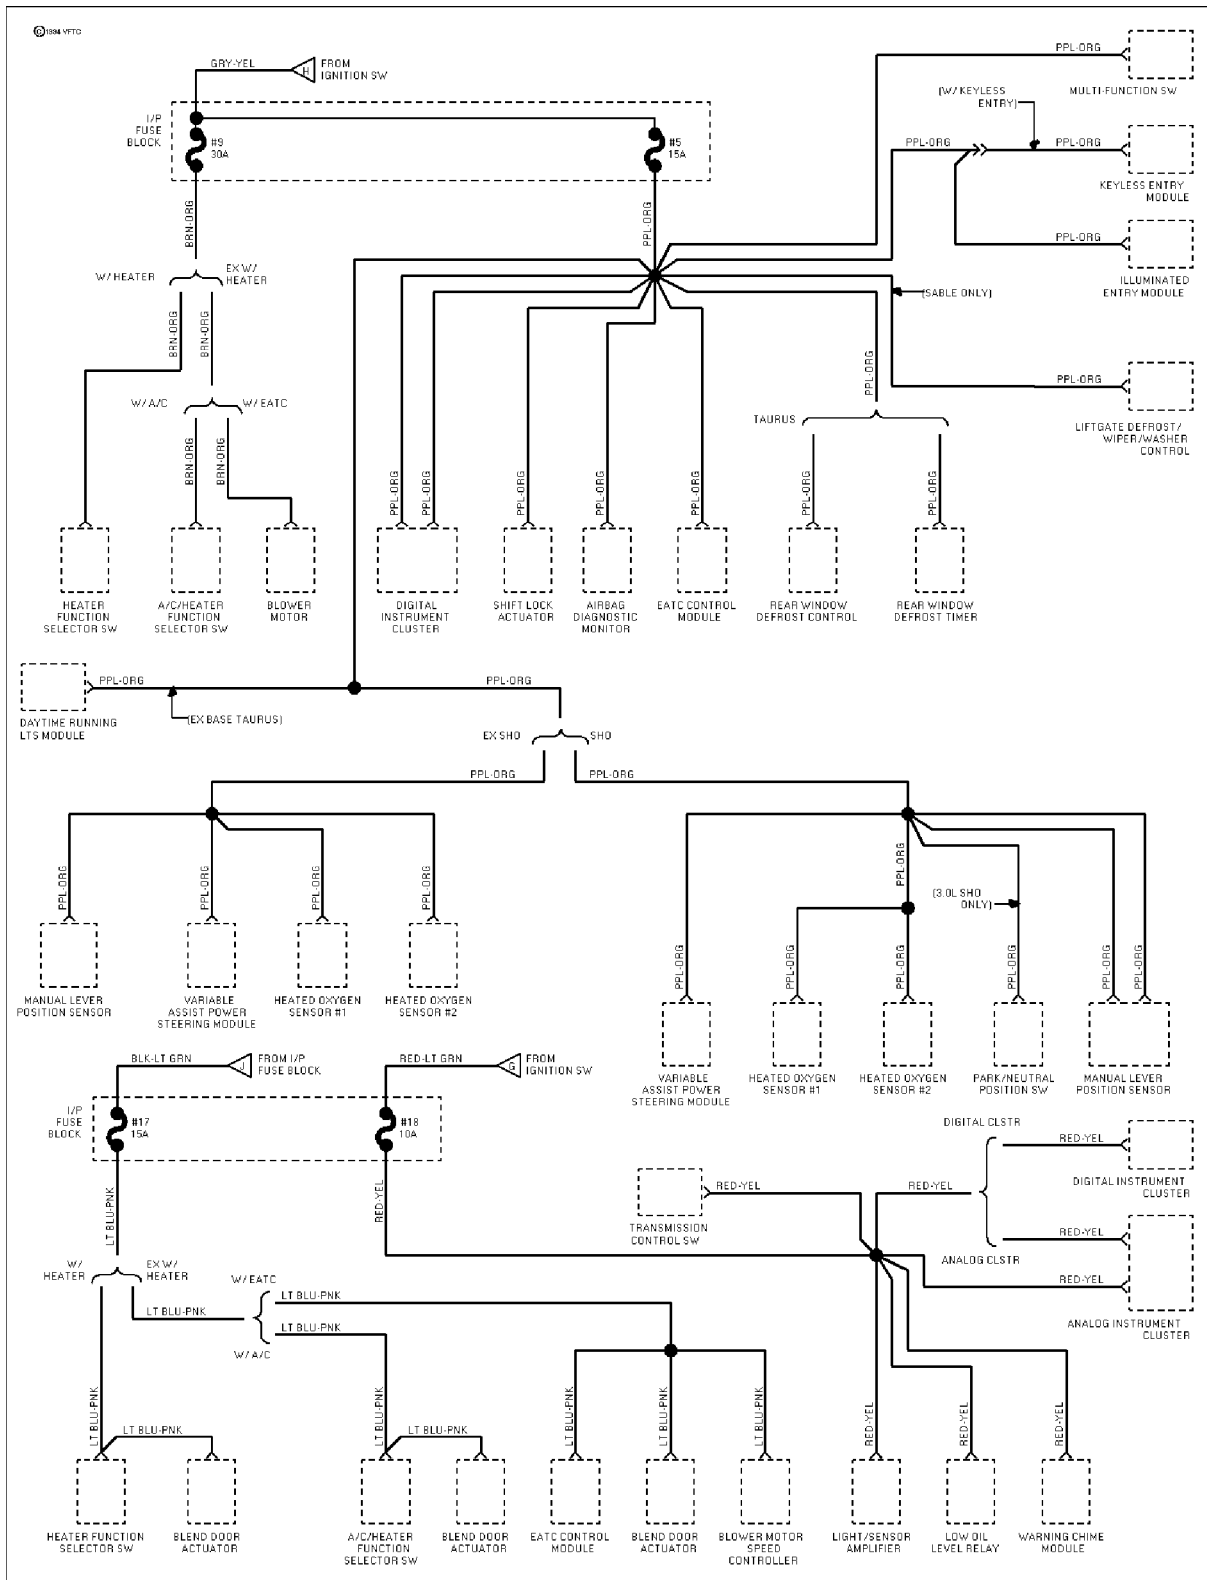 © 1994 VFTC
GRY-YEL
H
FROM
IGNITION SW
I/P
FUSE
BLOCK
#9
30A
#5
15A
PPL-ORG
MULTI-FUNCTION SW
(W/ KEYLESS
ENTRY)
PPL-ORG
PPL-ORG
KEYLESS ENTRY
MODULE
PPL-ORG
ILLUMINATED
ENTRY MODULE
BRN-ORG
PPL-ORG
W/ HEATER
EX W/
HEATER
(SABLE ONLY)
BRN-ORG
BRN-ORG
PPL-ORG
PPL-ORG
LIFTGATE DEFROST/
WIPER/WASHER
CONTROL
W/ A/C
W/ EATC
TAURUS
BRN-ORG
BRN-ORG
PPL-ORG
PPL-ORG
PPL-ORG
PPL-ORG
PPL-ORG
PPL-ORG
PPL-ORG
HEATER
FUNCTION
SELECTOR SW
A/C/HEATER
FUNCTION
SELECTOR SW
BLOWER
MOTOR
DIGITAL
INSTRUMENT
CLUSTER
SHIFT LOCK
ACTUATOR
AIRBAG
DIAGNOSTIC
MONITOR
EATC CONTROL
MODULE
REAR WINDOW
DEFROST CONTROL
REAR WINDOW
DEFROST TIMER
PPL-ORG
PPL-ORG
DAYTIME RUNNING
LTS MODULE
(EX BASE TAURUS)
EX SHO
SHO
PPL-ORG
PPL-ORG
PPL-ORG
PPL-ORG
PPL-ORG
PPL-ORG
PPL-ORG
(3.0L SHO
ONLY)
MANUAL LEVER
POSITION SENSOR
VARIABLE
ASSIST POWER
STEERING MODULE
HEATED OXYGEN
SENSOR #1
HEATED OXYGEN
SENSOR #2
PPL-ORG
PPL-ORG
PPL-ORG
PPL-ORG
PPL-ORG
PPL-ORG
VARIABLE
ASSIST POWER
STEERING MODULE
HEATED OXYGEN
SENSOR #1
HEATED OXYGEN
SENSOR #2
PARK/NEUTRAL
POSITION SW
MANUAL LEVER
POSITION SENSOR
BLK-LT GRN
J
FROM I/P
FUSE BLOCK
RED-LT GRN
G
FROM
IGNITION SW
I/P
FUSE
BLOCK
#17
15A
#18
10A
DIGITAL CLSTR
RED-YEL
DIGITAL INSTRUMENT
CLUSTER
LT BLU-PNK
RED-YEL
RED-YEL
RED-YEL
TRANSMISSION
CONTROL SW
RED-YEL
ANALOG CLSTR
RED-YEL
ANALOG INSTRUMENT
CLUSTER
W/
HEATER
EX W/
HEATER
W/ EATC
LT BLU-PNK
LT BLU-PNK
LT BLU-PNK
W/ A/C
LT BLU-PNK
LT BLU-PNK
LT BLU-PNK
LT BLU-PNK
LT BLU-PNK
LT BLU-PNK
LT BLU-PNK
RED-YEL
RED-YEL
RED-YEL
HEATER FUNCTION
SELECTOR SW
BLEND DOOR
ACTUATOR
A/C/HEATER
FUNCTION
SELECTOR SW
BLEND DOOR
ACTUATOR
EATC CONTROL
MODULE
BLEND DOOR
ACTUATOR
BLOWER MOTOR
SPEED
CONTROLLER
LIGHT/SENSOR
AMPLIFIER
LOW OIL
LEVEL RELAY
WARNING CHIME
MODULE